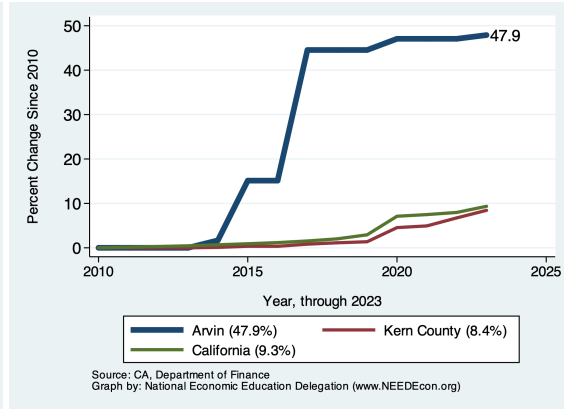 Percent Change Since 2010
50
40
30
20
10
0
47.9
2010 2015 2020 2025
Year, through 2023
Arvin (47.9%) Kern County (8.4%)
California (9.3%)
Source: CA, Department of Finance
Graph by: National Economic Education Delegation (www.NEEDEcon.org)